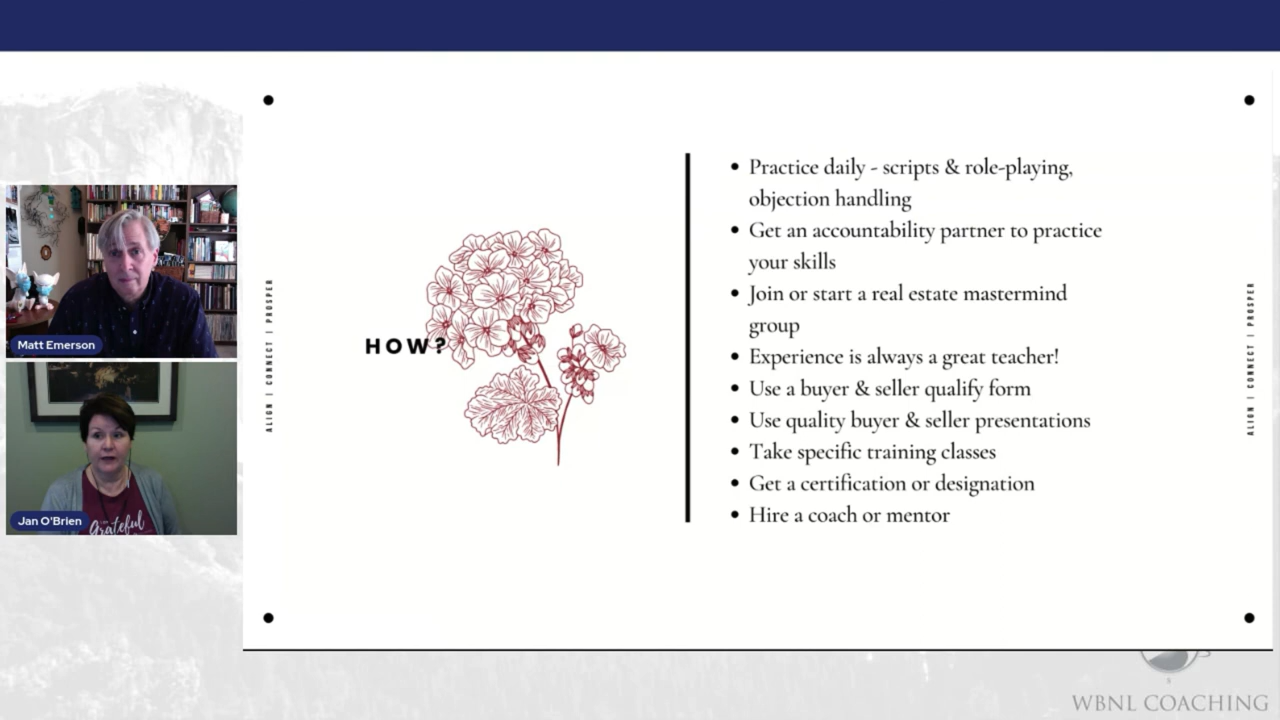 Matt Emerson
Jan O'Brien
Grateful
ALIGN | CONNECT | PROSPER
HOW?
• Practice daily - scripts & role-playing,
objection handling
• Get an accountability partner to practice
your skills
• Join or start a real estate mastermind
group
• Experience is always a great teacher!
• Use a buyer & seller qualify form
• Use quality buyer & seller presentations
• Take specific training classes
• Get a certification or designation
• Hire a coach or mentor
ALIGN | CONNECT | PROSPER
WBNL COACHING